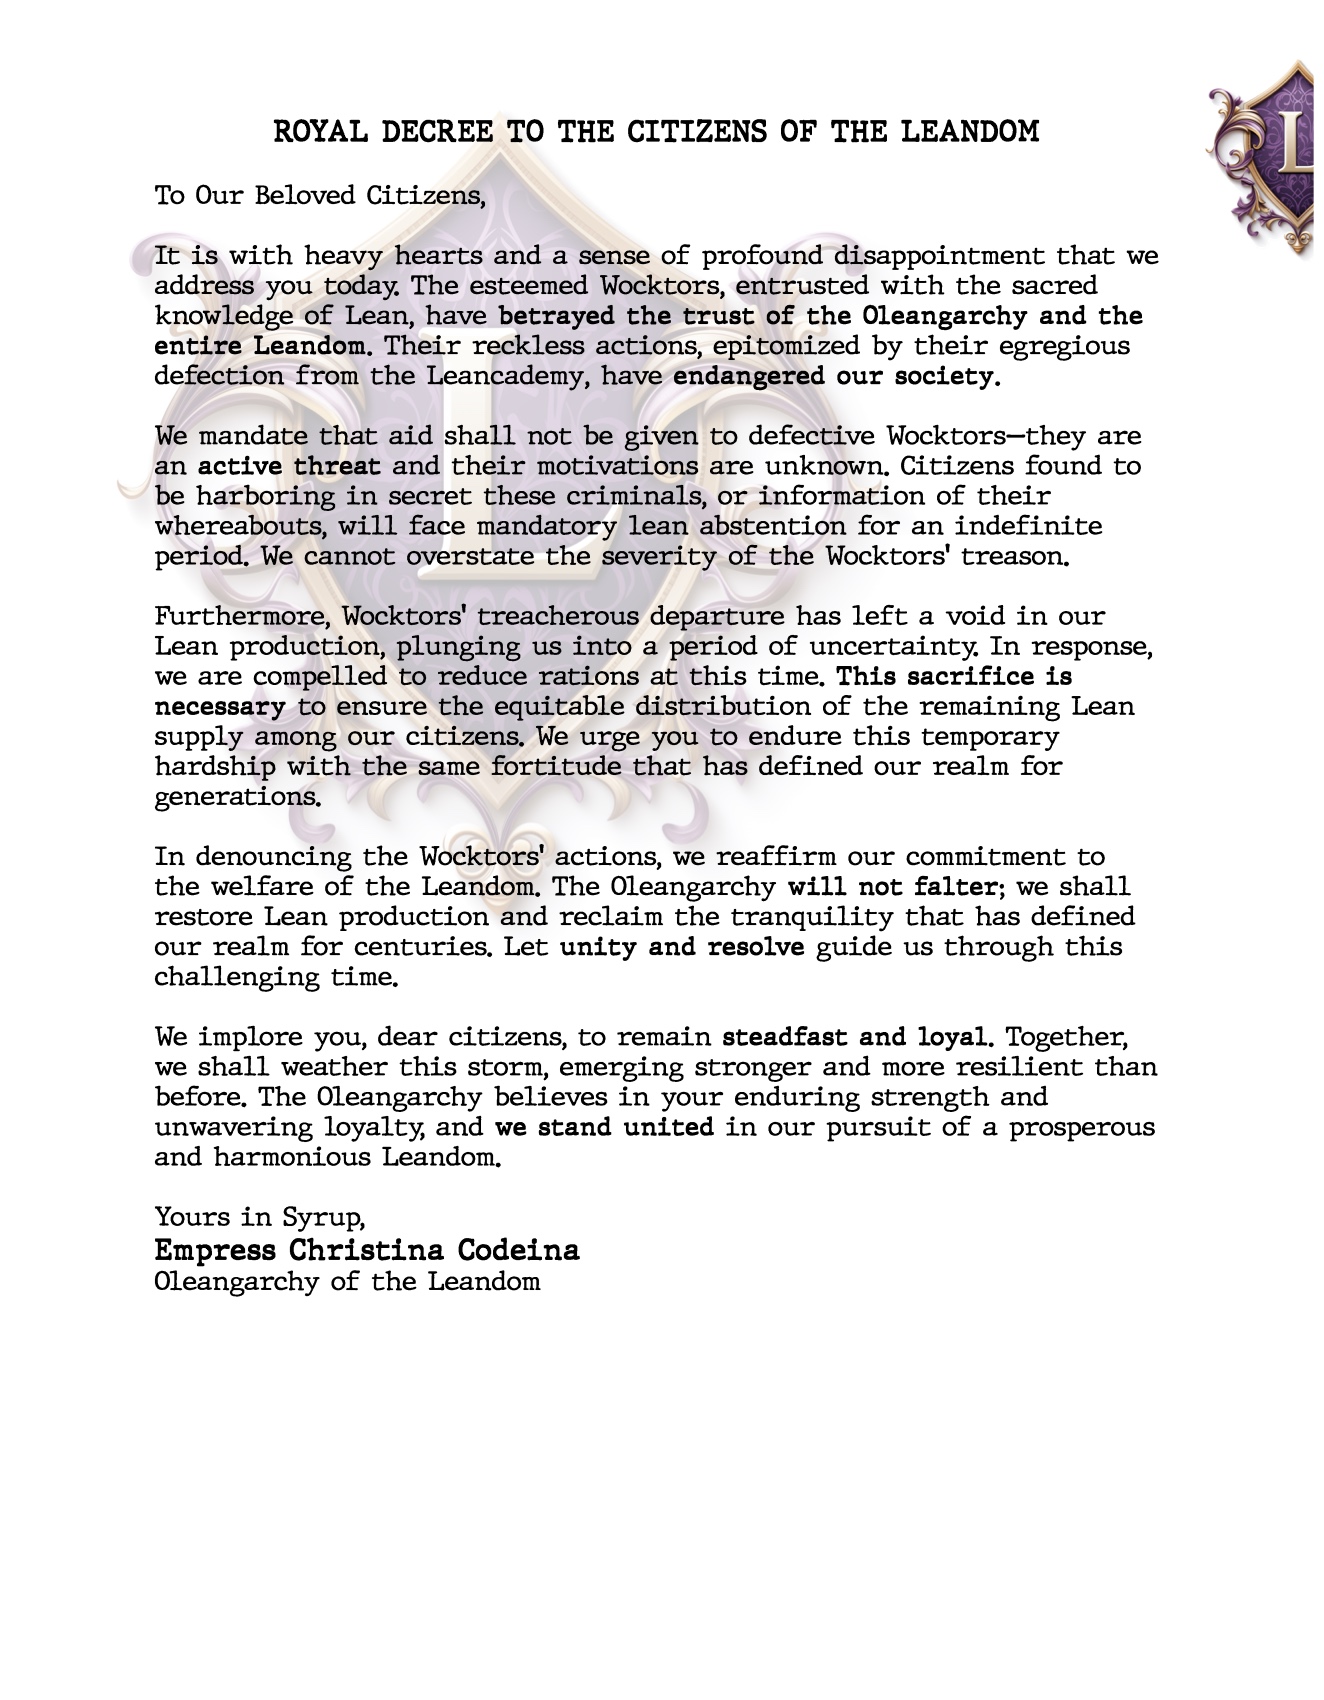 ROYAL DECREE TO THE CITIZENS OF THE LEANDOM
L
To Our Beloved Citizens,
It is with heavy hearts and a sense of profound disappointment that we
address you today. The esteemed Wocktors, entrusted with the sacred
knowledge of Lean, have betrayed the trust of the Oleangarchy and the
entire Leandom. Their reckless actions, epitomized by their egregious
defection from the Leancademy, have endangered our society.
We mandate that aid shall not be given to defective Wocktors—they are
an active threat and their motivations are unknown. Citizens found to
be harboring in secret these criminals, or information of their
whereabouts, will face mandatory lean abstention for an indefinite
period. We cannot overstate the severity of the Wocktors' treason.
Furthermore, Wocktors' treacherous departure has left a void in our
Lean production, plunging us into a period of uncertainty. In response,
we are compelled to reduce rations at this time. This sacrifice is
necessary to ensure the equitable distribution of the remaining Lean
supply among our citizens. We urge you to endure this temporary
hardship with the same fortitude that has defined our realm for
generations.
In denouncing the Wocktors' actions, we reaffirm our commitment to
the welfare of the Leandom. The Oleangarchy will not falter; we shall
restore Lean production and reclaim the tranquility that has defined
our realm for centuries. Let unity and resolve guide us through this
challenging time.
We implore you, dear citizens, to remain steadfast and loyal. Together,
we shall weather this storm, emerging stronger and more resilient than
before. The Oleangarchy believes in your enduring strength and
unwavering loyalty, and we stand united in our pursuit of a prosperous
and harmonious Leandom.
Yours in Syrup,
Empress Christina Codeina
Oleangarchy of the Leandom